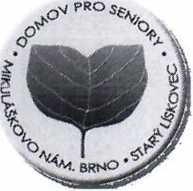 • DOMOV PRO SENIORY •
MIKULÁŠKOVO NÁM. BRNO • STARÝ LÍSKOVEC